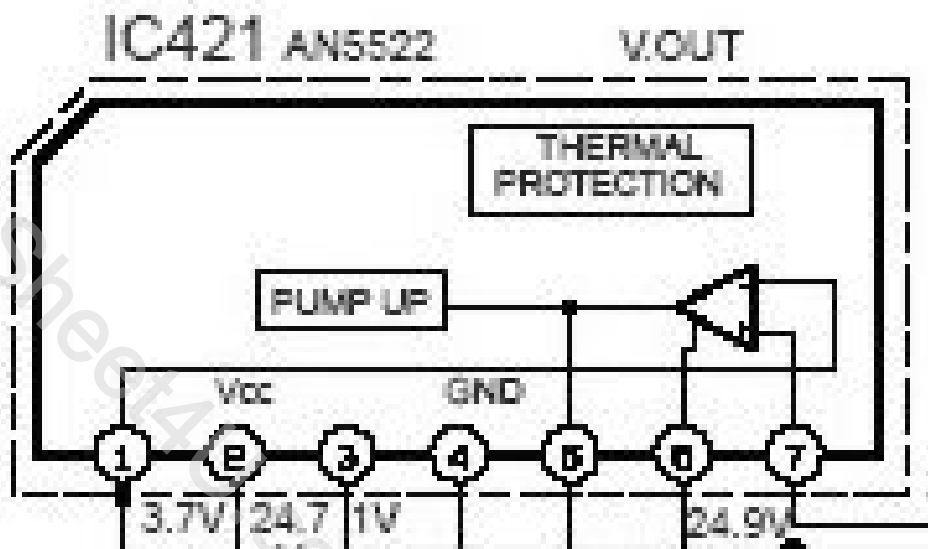 IC421 AN5522 V.OUT
THERMAL
PROTECTION
PUMP UP
Vcc GND
1 2 3 4 5 6 7
3.7V 24.7 1V 24.9V